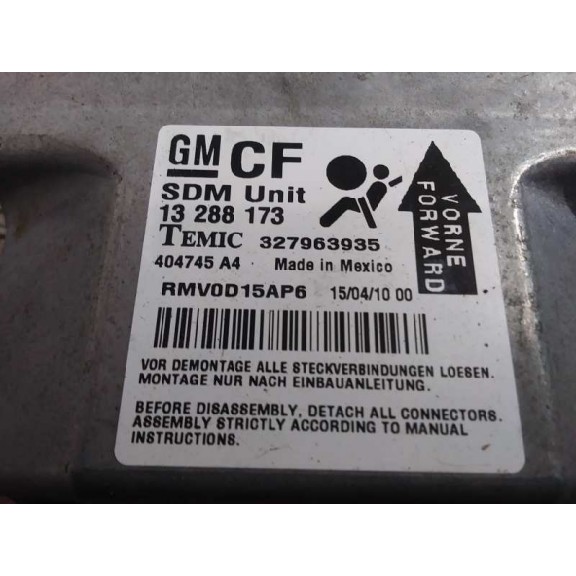 GM CF
SDM Unit
13 288 173
TEMIC 327963935
404745 A4 Made in Mexico
RMV0D15AP6 15/04/10 00
VORNE
FORWARD
VOR DEMONTAGE ALLE STECKVERBINDUNGEN LOESEN.
MONTAGE NUR NACH EINBAUANLEITUNG.
BEFORE DISASSEMBLY, DETACH ALL CONNECTORS.
ASSEMBLY STRICTLY ACCORDING TO MANUAL
INSTRUCTIONS.